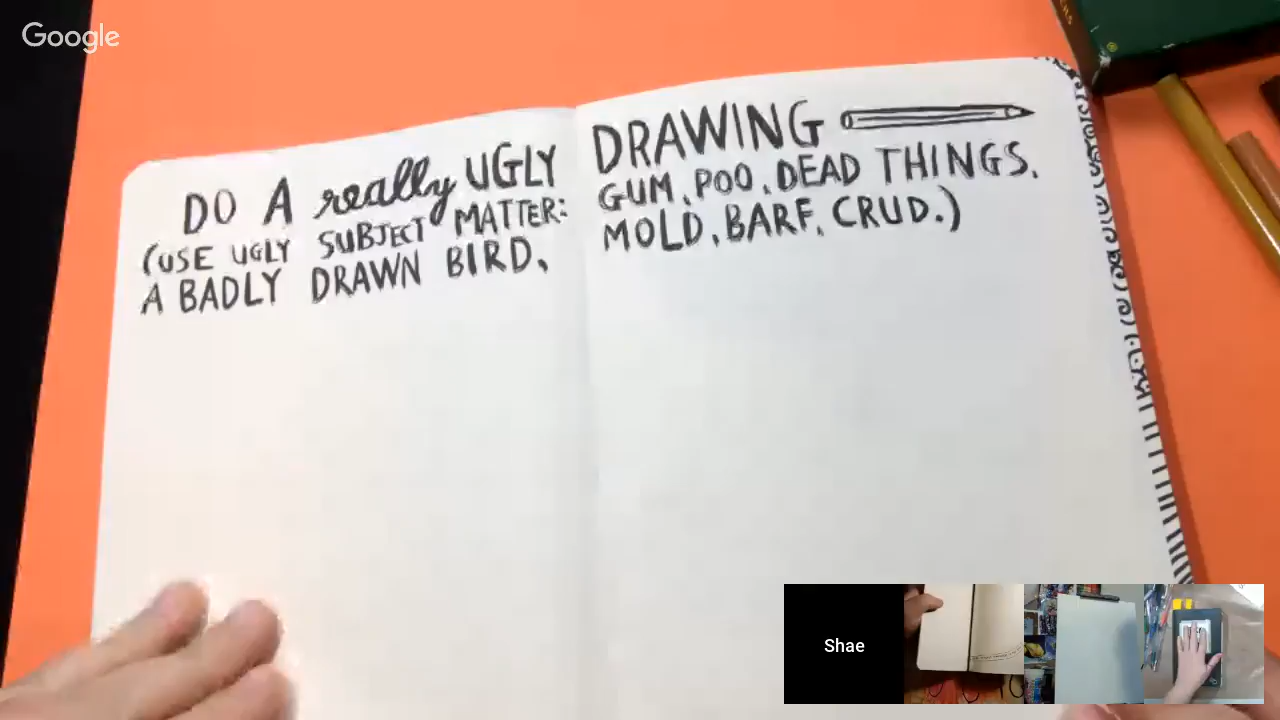 Google
DO A really UGLY DRAWING
(USE UGLY SUBJECT MATTER: GUM, POO, DEAD THINGS,
A BADLY DRAWN BIRD, MOLD, BARF, CRUD.)
Shae